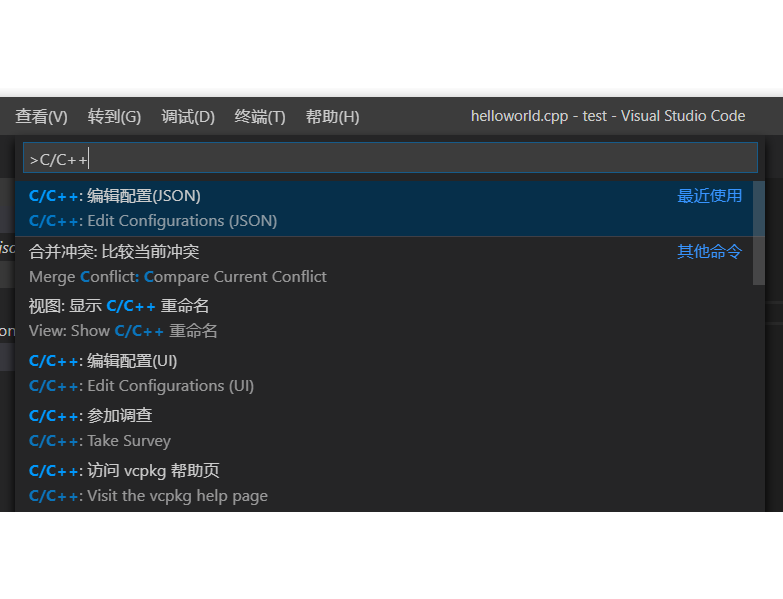 查看(V) 转到(G) 调试(D) 终端(T) 帮助(H) helloworld.cpp - test - Visual Studio Code
>C/C++
C/C++: 编辑配置(JSON) 最近使用
C/C++: Edit Configurations (JSON)
合并冲突: 比较当前冲突 其他命令
Merge Conflict: Compare Current Conflict
视图: 显示 C/C++ 重命名
View: Show C/C++ 重命名
C/C++: 编辑配置(UI)
C/C++: Edit Configurations (UI)
C/C++: 参加调查
C/C++: Take Survey
C/C++: 访问 vcpkg 帮助页
C/C++: Visit the vcpkg help page